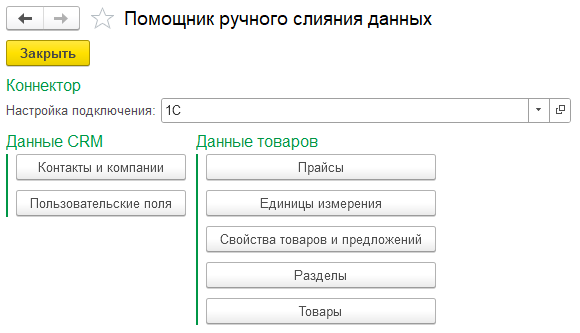 Помощник ручного слияния данных
Закрыть
Коннектор
Настройка подключения: 1С
Данные CRM
Контакты и компании
Пользовательские поля
Данные товаров
Прайсы
Единицы измерения
Свойства товаров и предложений
Разделы
Товары